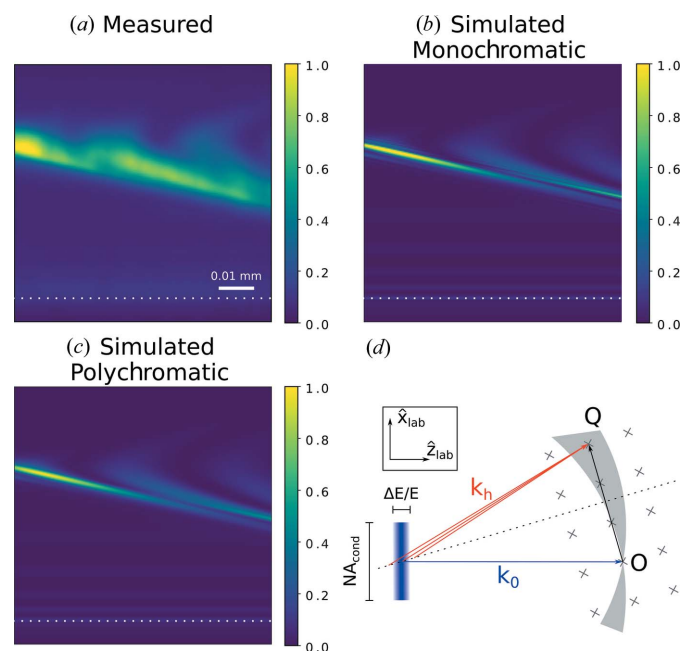 (a) Measured
1.0
0.8
0.6
0.4
0.2
0.0
0.01 mm
(b) Simulated
Monochromatic
1.0
0.8
0.6
0.4
0.2
0.0
(c) Simulated
Polychromatic
1.0
0.8
0.6
0.4
0.2
0.0
(d)
x̂lab
ẑlab
ΔE/E
NAcond
kh
k0
Q
O